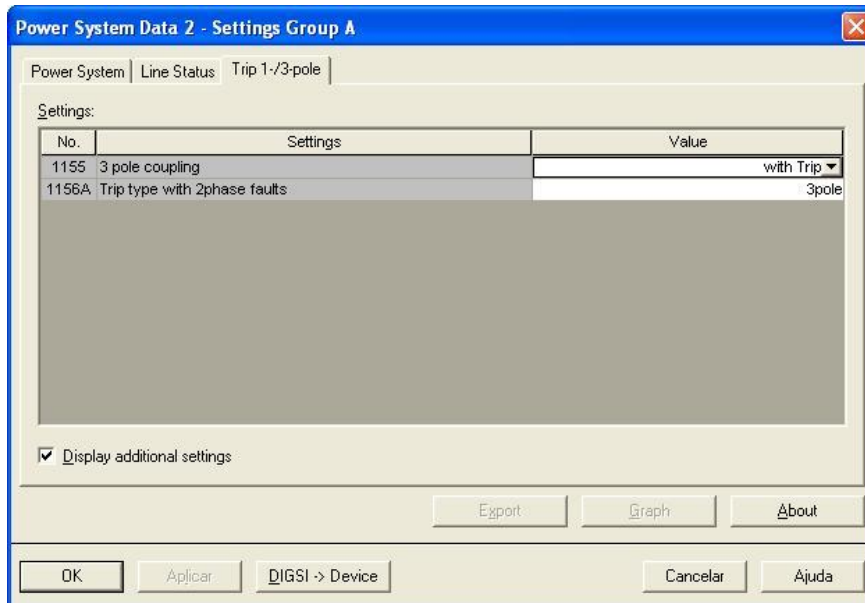 Power System Data 2 - Settings Group A
Power System Line Status Trip 1-/3-pole
Settings:
No. Settings Value
1155 3 pole coupling with Trip
1156A Trip type with 2phase faults 3pole
Display additional settings
Export Graph About
OK Aplicar DIGSI -> Device Cancelar Ajuda